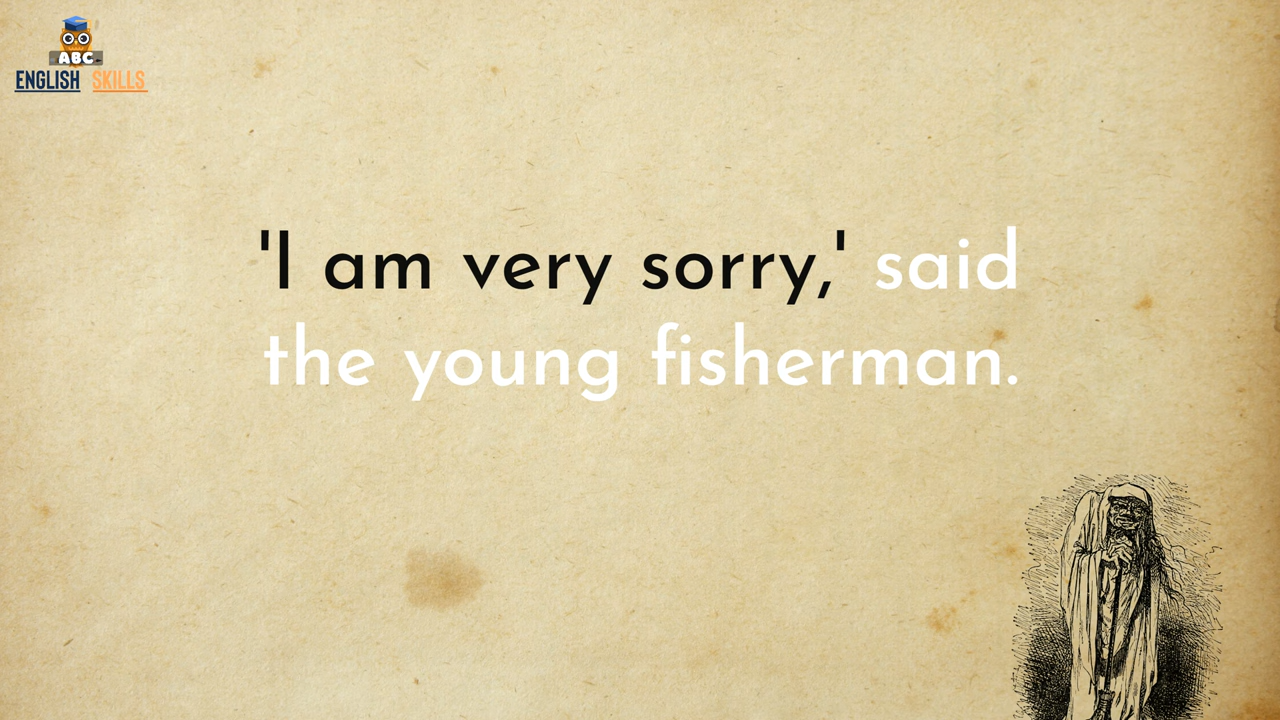 ABC
ENGLISH SKILLS
'I am very sorry,' said
the young fisherman.